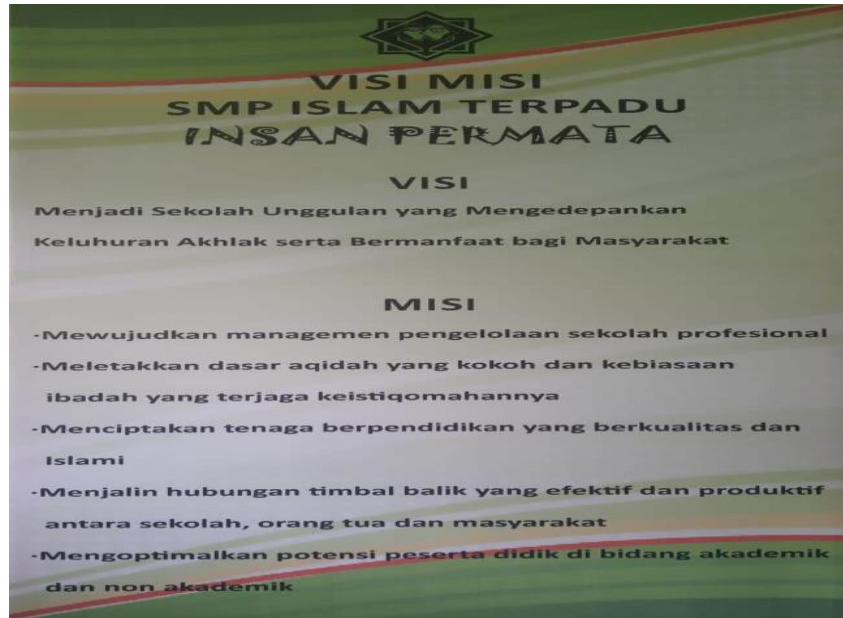 VISI MISI
SMP ISLAM TERPADU
INSAN PERMATA
VISI
Menjadi Sekolah Unggulan yang Mengedepankan
Keluhuran Akhlak serta Bermanfaat bagi Masyarakat
MISI
-Mewujudkan managemen pengelolaan sekolah profesional
-Meletakkan dasar aqidah yang kokoh dan kebiasaan
ibadah yang terjaga keistiqomahannya
-Menciptakan tenaga berpendidikan yang berkualitas dan
Islami
-Menjalin hubungan timbal balik yang efektif dan produktif
antara sekolah, orang tua dan masyarakat
-Mengoptimalkan potensi peserta didik di bidang akademik
dan non akademik